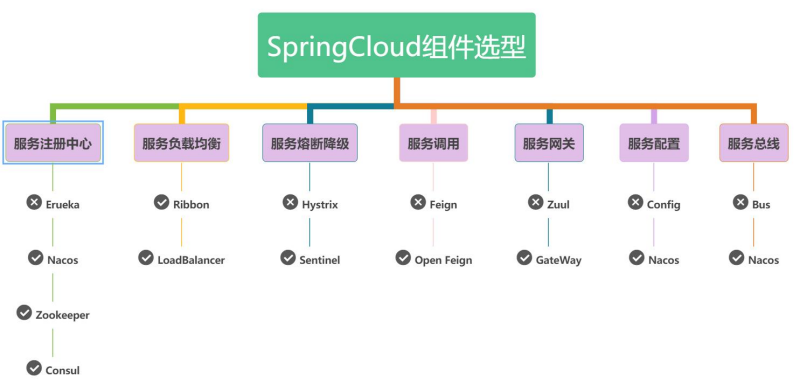 SpringCloud组件选型
服务注册中心
服务负载均衡
服务熔断降级
服务调用
服务网关
服务配置
服务总线
Erueka
Ribbon
Hystrix
Feign
Zuul
Config
Bus
Nacos
LoadBalancer
Sentinel
Open Feign
GateWay
Nacos
Nacos
Zookeeper
Consul